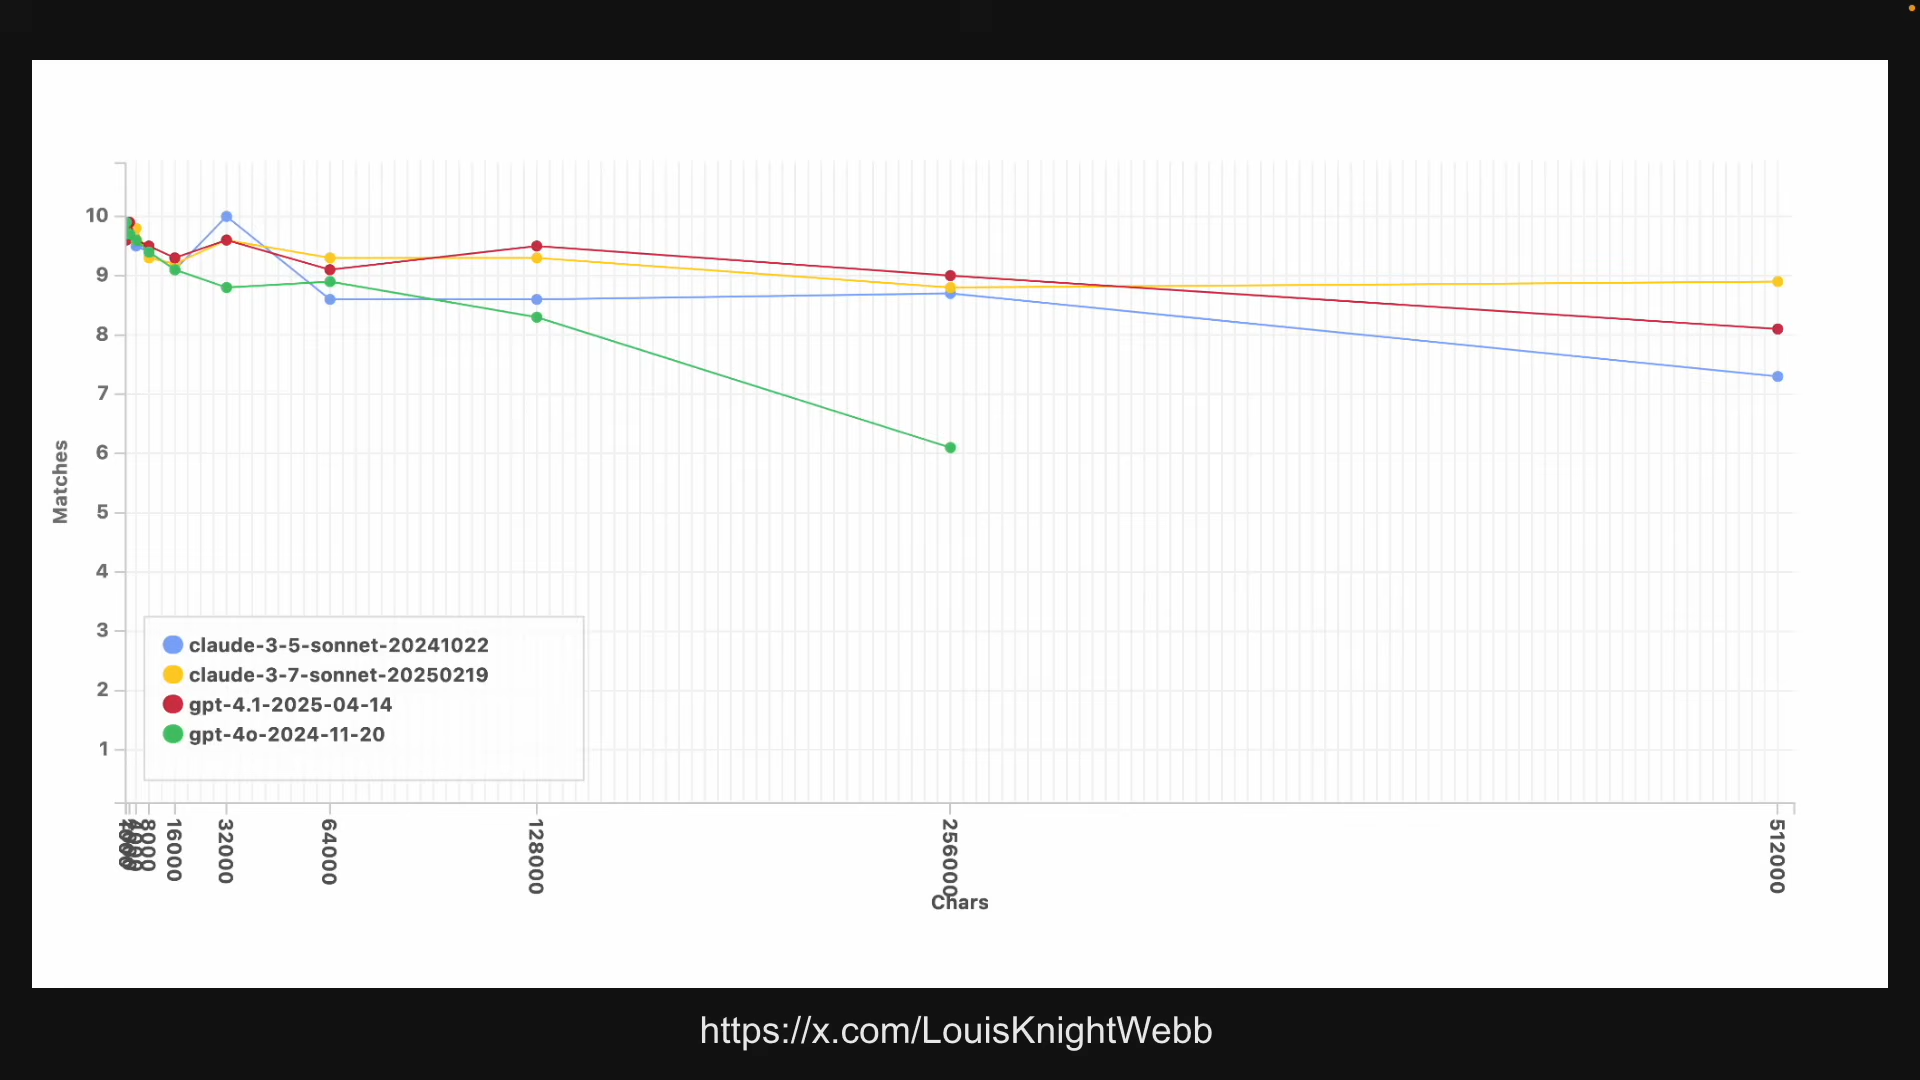 10
9
8
7
6
5
4
3
2
1
Matches
claude-3-5-sonnet-20241022
claude-3-7-sonnet-20250219
gpt-4.1-2025-04-14
gpt-4o-2024-11-20
8000
16000
32000
64000
128000
256000
512000
Chars
https://x.com/LouisKnightWebb